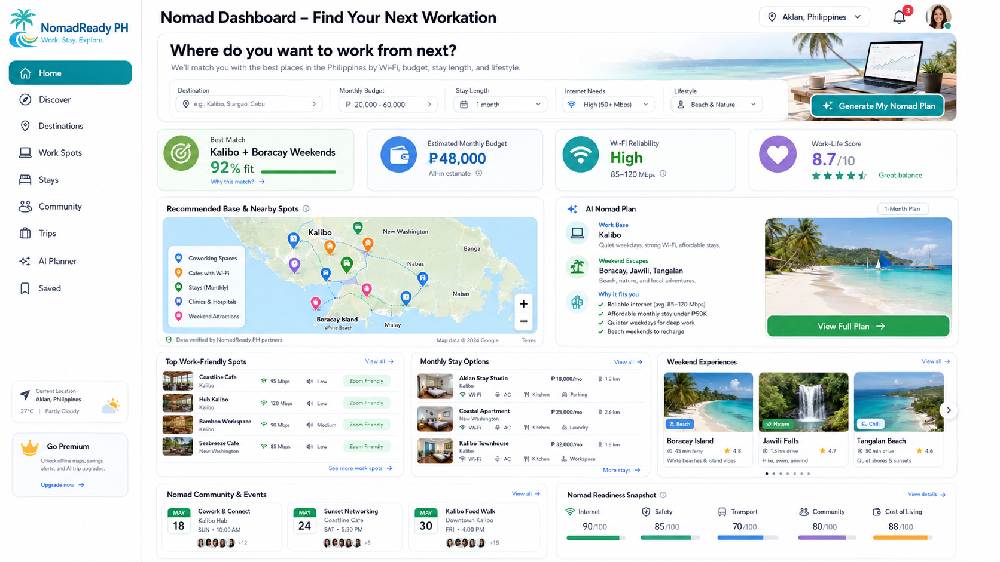 NomadReady PH
Work. Stay. Explore.
Home
Discover
Destinations
Work Spots
Stays
Community
Trips
AI Planner
Saved
Current Location
Aklan, Philippines
27°C | Partly Cloudy
Go Premium
Unlock offline maps, savings
alerts, and AI trip upgrades.
Upgrade now →
Nomad Dashboard – Find Your Next Workation
Aklan, Philippines
3
Where do you want to work from next?
We'll match you with the best places in the Philippines by Wi-Fi, budget, stay length, and lifestyle.
Destination
e.g., Kalibo, Siargao, Cebu
Monthly Budget
₱ 20,000 - 60,000
Stay Length
1 month
Internet Needs
High (50+ Mbps)
Lifestyle
Beach & Nature
Generate My Nomad Plan
Best Match
Kalibo + Boracay Weekends
92% fit
Why this match? →
Estimated Monthly Budget
₱48,000
All-in estimate
Wi-Fi Reliability
High
85–120 Mbps
Work-Life Score
8.7/10
Great balance
Recommended Base & Nearby Spots
Coworking Spaces
Cafes with Wi-Fi
Stays (Monthly)
Clinics & Hospitals
Weekend Attractions
Kalibo
New Washington
Banga
Nabas
Nabas
Boracay Island
White Beach
Malay
+
−
Data verified by NomadReady PH partners
Map data © 2024 Google
Terms
AI Nomad Plan
1-Month Plan
Work Base
Kalibo
Quiet weekdays, strong Wi-Fi, affordable stays.
Weekend Escapes
Boracay, Jawili, Tangalan
Beach, nature, and local adventures.
Why it fits you
Reliable internet (avg. 85–120 Mbps)
Affordable monthly stay under ₱50K
Quieter weekdays for deep work
Beach weekends to recharge
View Full Plan →
Top Work-Friendly Spots
View all →
Coastline Cafe
Kalibo
95 Mbps
Low
Zoom Friendly
Hub Kalibo
Kalibo
120 Mbps
Low
Zoom Friendly
Bamboo Workspace
Kalibo
90 Mbps
Medium
Zoom Friendly
Seabreeze Cafe
New Washington
85 Mbps
Low
Zoom Friendly
See more work spots →
Monthly Stay Options
View all →
Aklan Stay Studio
₱ 18,000/mo
1.2 km
Kalibo
Wi-Fi
AC
Kitchen
Parking
Coastal Apartment
₱ 25,000/mo
2.6 km
New Washington
Wi-Fi
AC
Kitchen
Laundry
Kalibo Townhouse
₱ 32,000/mo
1.8 km
Kalibo
Wi-Fi
AC
Kitchen
Workspace
More stays →
Weekend Experiences
View all →
Beach
Boracay Island
45 min ferry
4.8
White beaches & island vibes
Nature
Jawili Falls
1.5 hrs drive
4.7
Hike, swim, unwind
Chill
Tangalan Beach
50 min drive
4.6
Quiet shores & sunsets
Nomad Community & Events
View all →
MAY
18
Cowork & Connect
Kalibo Hub
SUN • 10:00 AM
+12
MAY
24
Sunset Networking
Coastline Cafe
SAT • 5:30 PM
+8
MAY
30
Kalibo Food Walk
Downtown Kalibo
FRI • 4:00 PM
+15
Nomad Readiness Snapshot
View details →
Internet
90/100
Safety
85/100
Transport
70/100
Community
80/100
Cost of Living
88/100